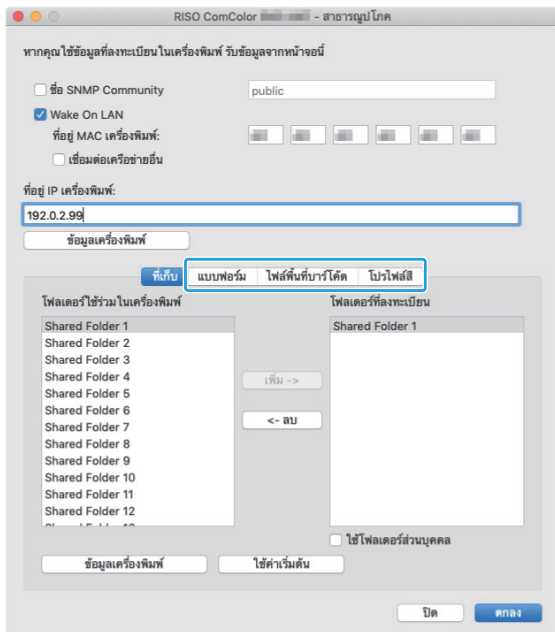 RISO ComColor - สาธารณูปโภค
หากคุณใช้ข้อมูลที่ลงทะเบียนในเครื่องพิมพ์ รับข้อมูลจากหน้าจอนี้
ชื่อ SNMP Community public
Wake On LAN
ที่อยู่ MAC เครื่องพิมพ์:
เชื่อมต่อเครือข่ายอื่น
ที่อยู่ IP เครื่องพิมพ์:
192.0.2.99
ข้อมูลเครื่องพิมพ์
ที่เก็บ แบบฟอร์ม ไฟล์พื้นที่บาร์โค้ด โปรไฟล์สี
โฟลเดอร์ใช้ร่วมในเครื่องพิมพ์ โฟลเดอร์ที่ลงทะเบียน
Shared Folder 1 Shared Folder 1
Shared Folder 2
Shared Folder 3
Shared Folder 4
Shared Folder 5
Shared Folder 6
Shared Folder 7
Shared Folder 8
Shared Folder 9
Shared Folder 10
Shared Folder 11
Shared Folder 12
เพิ่ม ->
<- ลบ
ใช้โฟลเดอร์ส่วนบุคคล
ข้อมูลเครื่องพิมพ์ ใช้ค่าเริ่มต้น
ปิด ตกลง